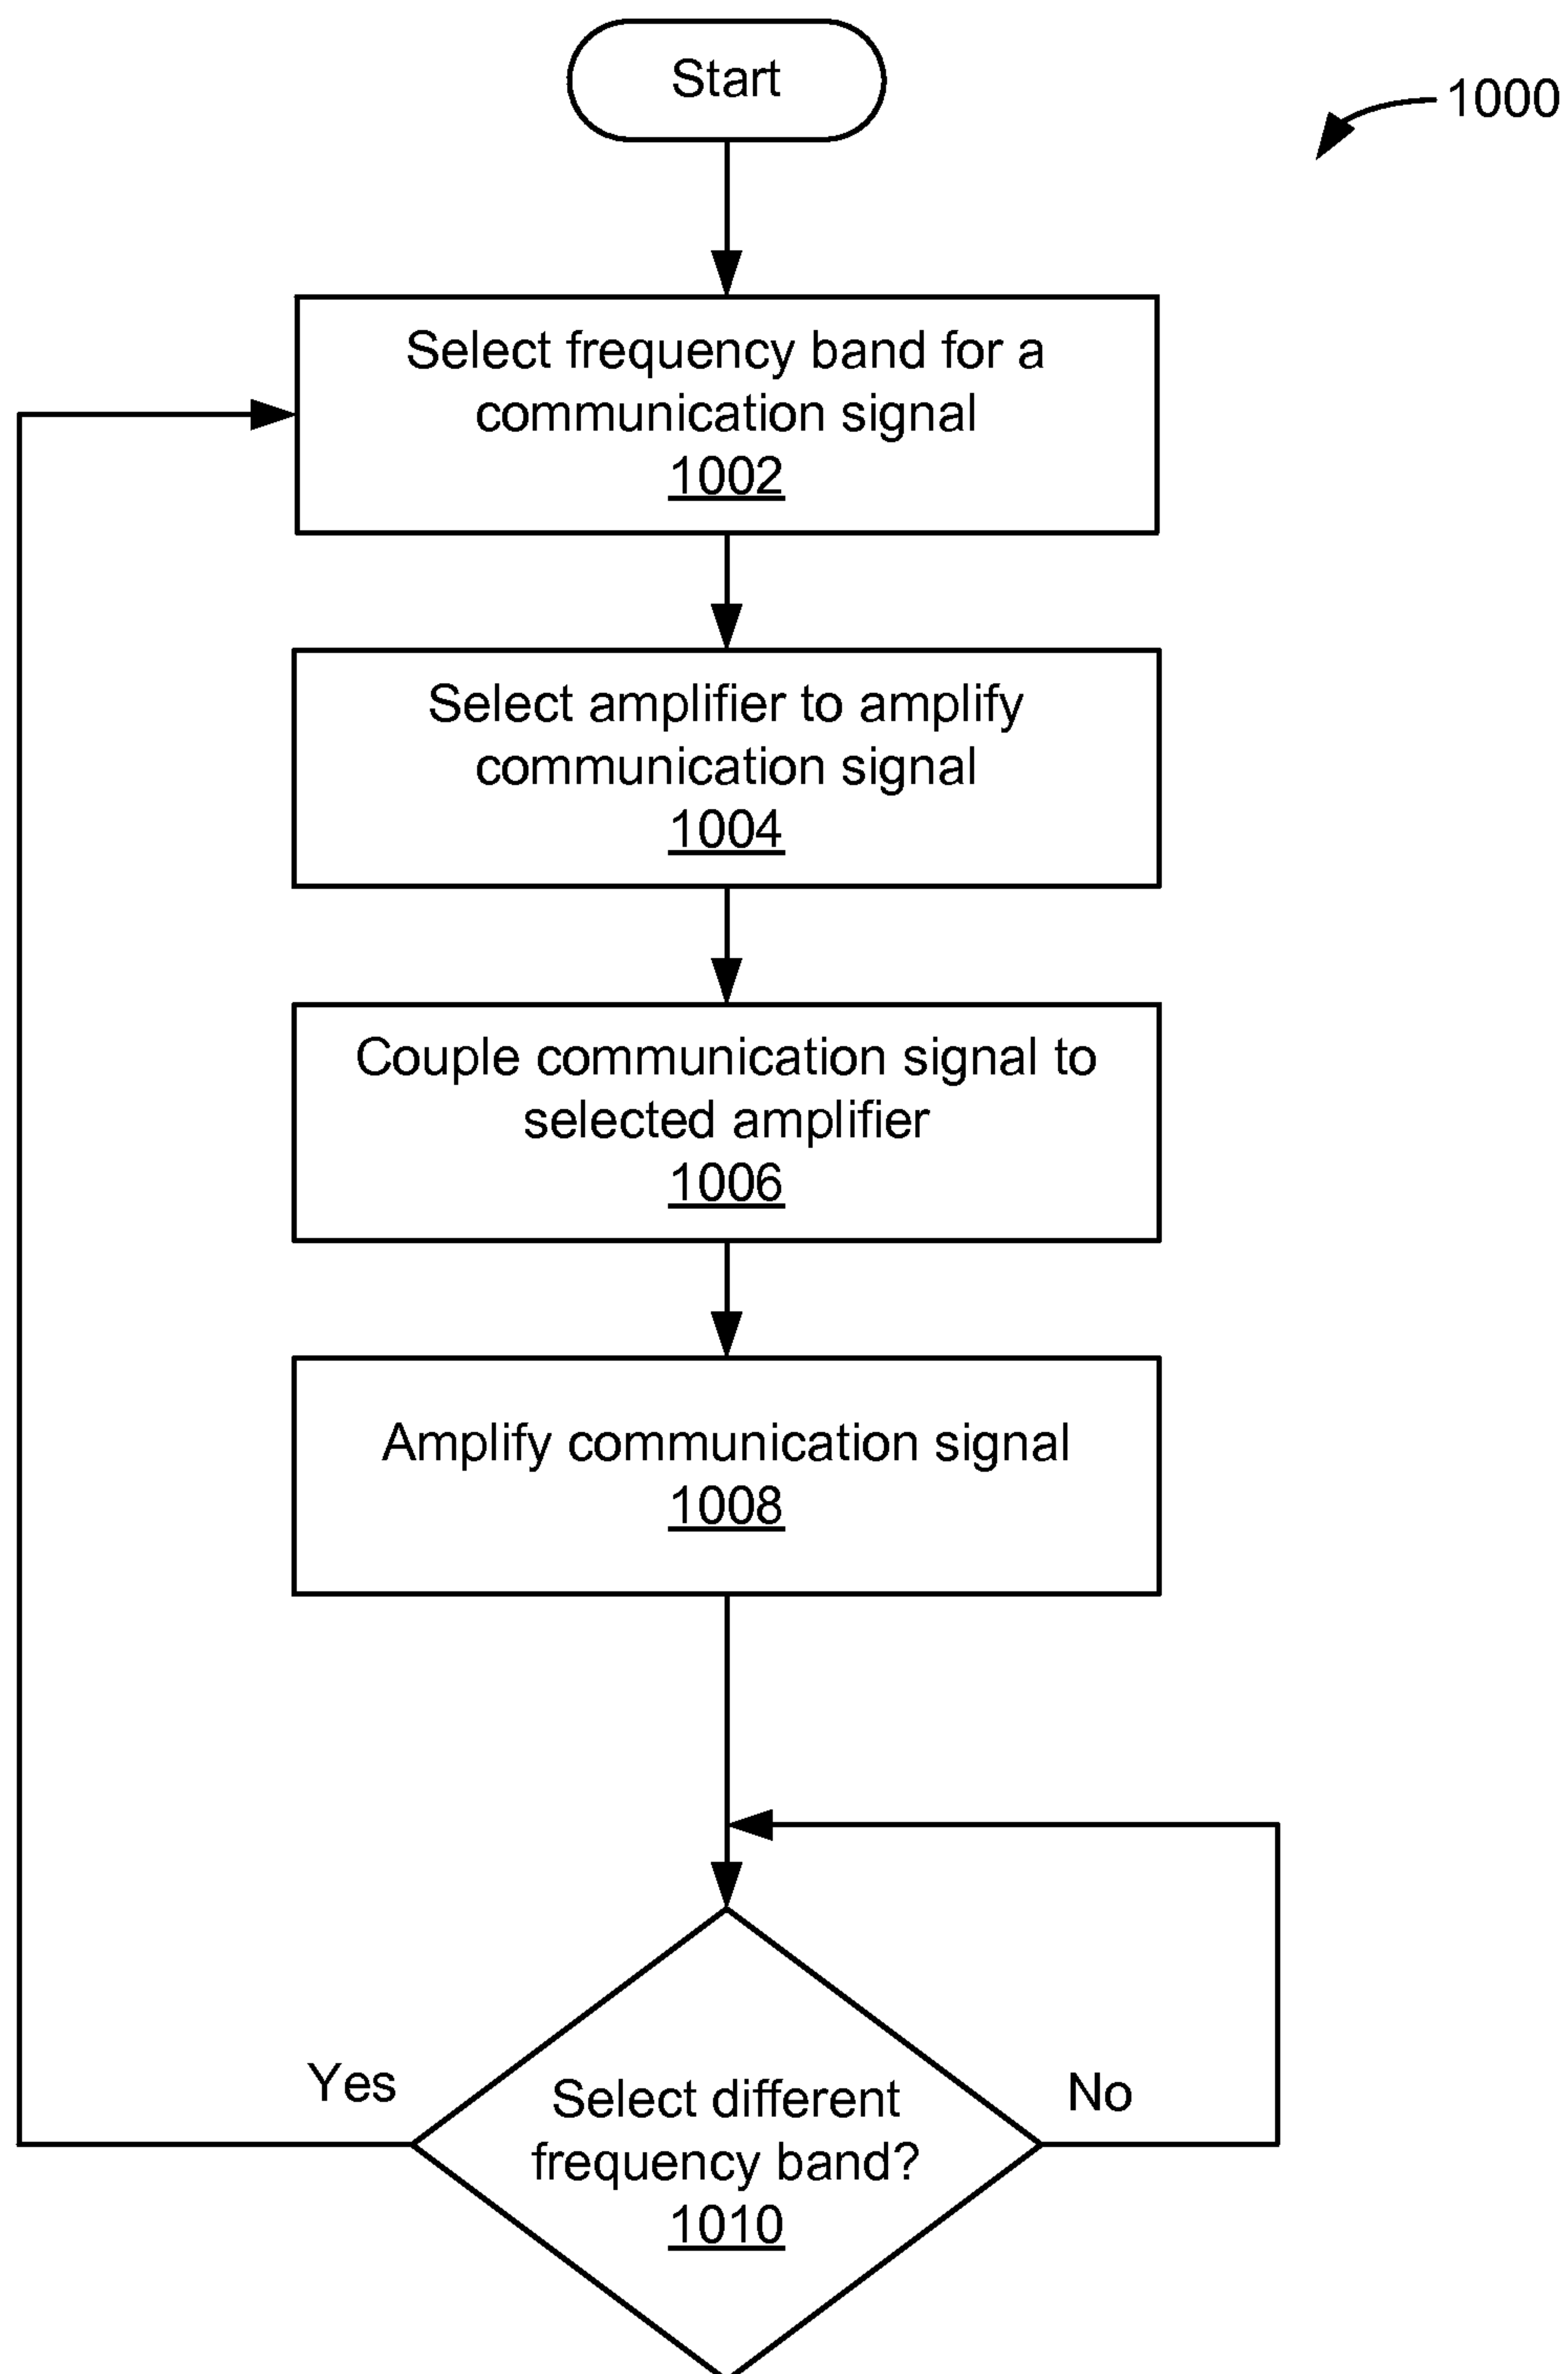 Start
1000
Select frequency band for a
communication signal
1002
Select amplifier to amplify
communication signal
1004
Couple communication signal to
selected amplifier
1006
Amplify communication signal
1008
Yes
No
Select different
frequency band?
1010